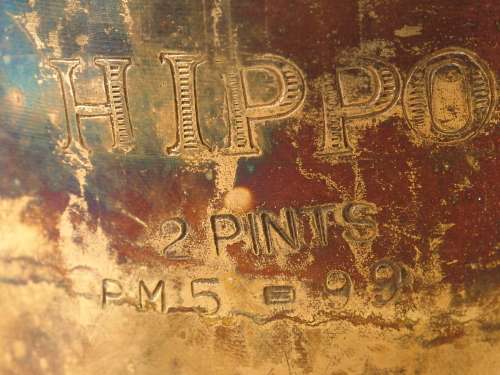 HIPPO
2 PINTS
PM 5 = 99